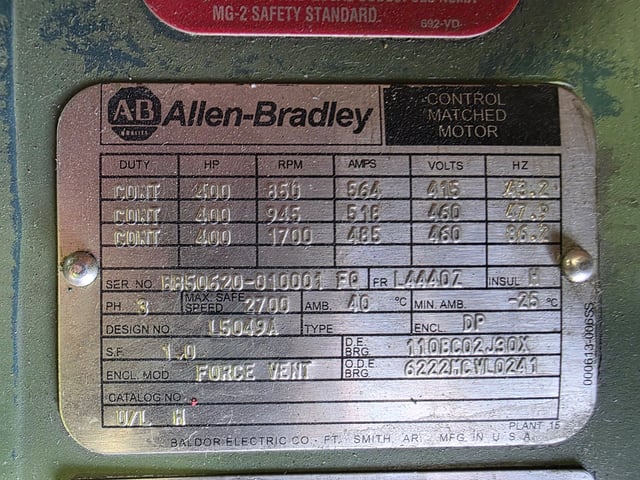 MG-2 SAFETY STANDARD.
692-VD-
AB Allen-Bradley
CONTROL MATCHED MOTOR
DUTY HP RPM AMPS VOLTS HZ
CONT 400 850 564 415 43.2
CONT 400 945 518 460 47.9
CONT 400 1700 485 460 86.2
SER NO. FR L4440Z INSUL H
PH 3 MAX. SAFE SPEED 2700 AMB. 40 °C MIN. AMB. -25 °C
DESIGN NO. L5049A TYPE ENCL. DP
S.F. 1.0 D.E. BRG 110BC02J30X
ENCL. MOD. FORCE VENT O.D.E. BRG
CATALOG NO.
U/L H
PLANT 15
BALDOR ELECTRIC CO - FT. SMITH, AR. MFG. IN U.S.A.
000613-006SS